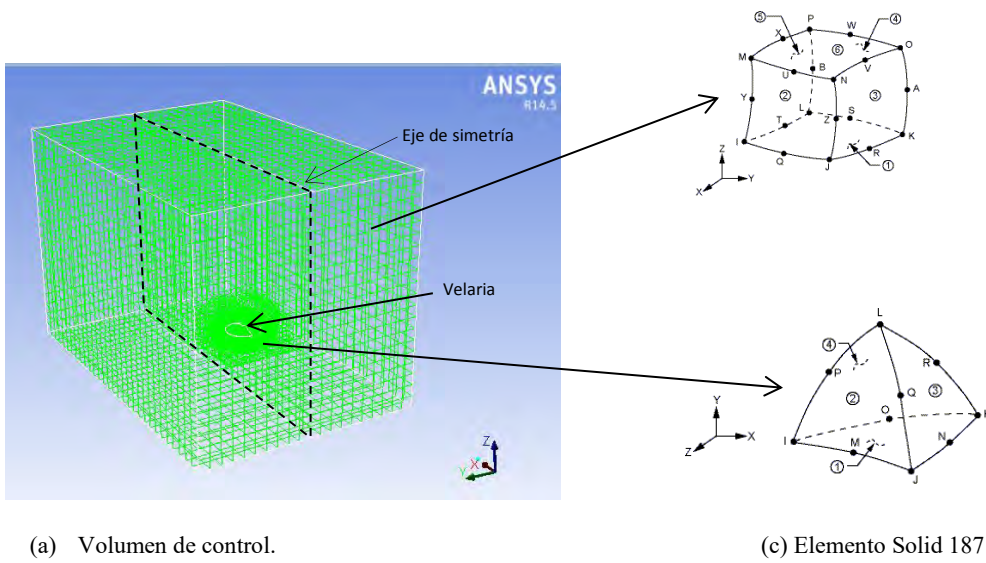 ANSYS
R14.5
Eje de simetría
Velaria
Z
X
Y
5
4
P
W
X
6
O
M
B
V
U
N
2
3
A
Y
L
S
T
Z
K
I
R
Q
1
J
Z
Y
X
L
4
R
P
Q
3
2
O
I
M
N
1
J
Y
X
Z
(a) Volumen de control.
(c) Elemento Solid 187